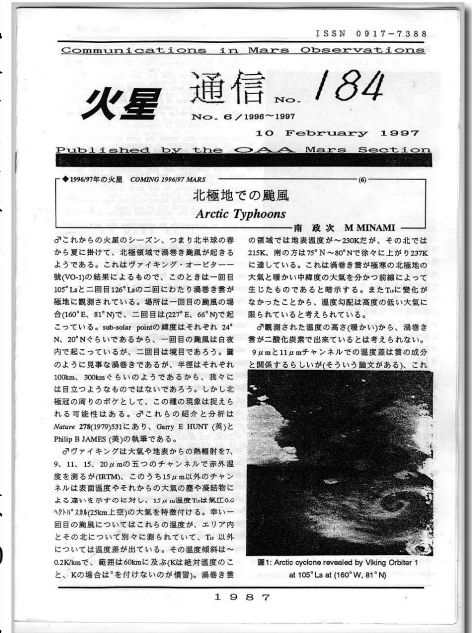 ISSN 0917-7388
Communications in Mars Observations
火星 通信 No. 184
No. 6/1996~1997
10 February 1997
Published by the OAA Mars Section
◆1996/97年の火星 COMING 1996/97 MARS (6)
北極地での颱風
Arctic Typhoons
南 政次 M MINAMI
♂これからの火星のシーズン、つまり北半球の春
から夏に掛けて、北極領域で渦巻き颱風が起きる
ようである。これはヴァイキング・オービター一
號(VO-1)の結果によるもので、このときは一回目
105°Lsと二回目126°Lsの二回にわたり渦巻き雲が
極地に観測されている。場所は一回目の颱風の場
合(160°E, 81°N)で、二回目は(227°E, 66°N)で起
こっている。sub-solar pointの緯度はそれぞれ 24°
N、20°Nぐらいであるから、一回目の颱風は白夜
内で起こっているが、二回目は境目であろう。圖
のように見事な渦巻きであるが、半径はそれぞれ
100km、300kmぐらいのようであるから、我々に
は目立つようなものではないであろう。しかし北
極冠の周りのボケとして、この種の現象は捉えら
れる可能性はある。♂これらの紹介と分析は
Nature 278(1979)531にあり、Garry E HUNT (英)と
Philip B JAMES (美)の執筆である。
♂ヴァイキングは大氣や地表からの熱輻射を7、
9、11、15、20μmの五つのチャンネルで赤外温
度を測るが(IRTM)、このうち15μm以外のチャン
ネルは表面温度やそれからの大氣の塵や凝結物に
よる違いを示すのに対し、15μm温度T₁₅は気圧0.6
ヘクトパスカル(25km上空)の大氣を特徴付ける。幸い一
回目の颱風についてはこれらの温度が、エリア内
とその北について別々に測られていて、T₁₅ 以外
については温度差が出ている。その温度傾斜は~
0.2K/kmで、範囲は60kmに及ぶ(Kは絶対温度のこ
と、Kの場合は°を付けないのが慣習)。渦巻き雲
の領域では地表温度が~230Kだが、その北では
215K、南の方は75°N~80°Nで徐々に上がり237K
に達している。これは渦巻き雲が極寒の北極地の
大氣と暖かい中緯度の大氣を分かつ前線によって
生じたものであると暗示する。またT₁₅に変化が
なかったことから、温度勾配は高度の低い大氣に
限られていると考えられている。
♂観測された温度の高さ(暖かい)から、渦巻き
雲が二酸化炭素で出来ているとは考えられない。
9μmと11μmチャンネルでの温度差は雲の成分
と関係するらしいが(そういう論文がある)、これ
圖1: Arctic cyclone revealed by Viking Orbiter 1
at 105°Ls at (160°W, 81°N)
1987